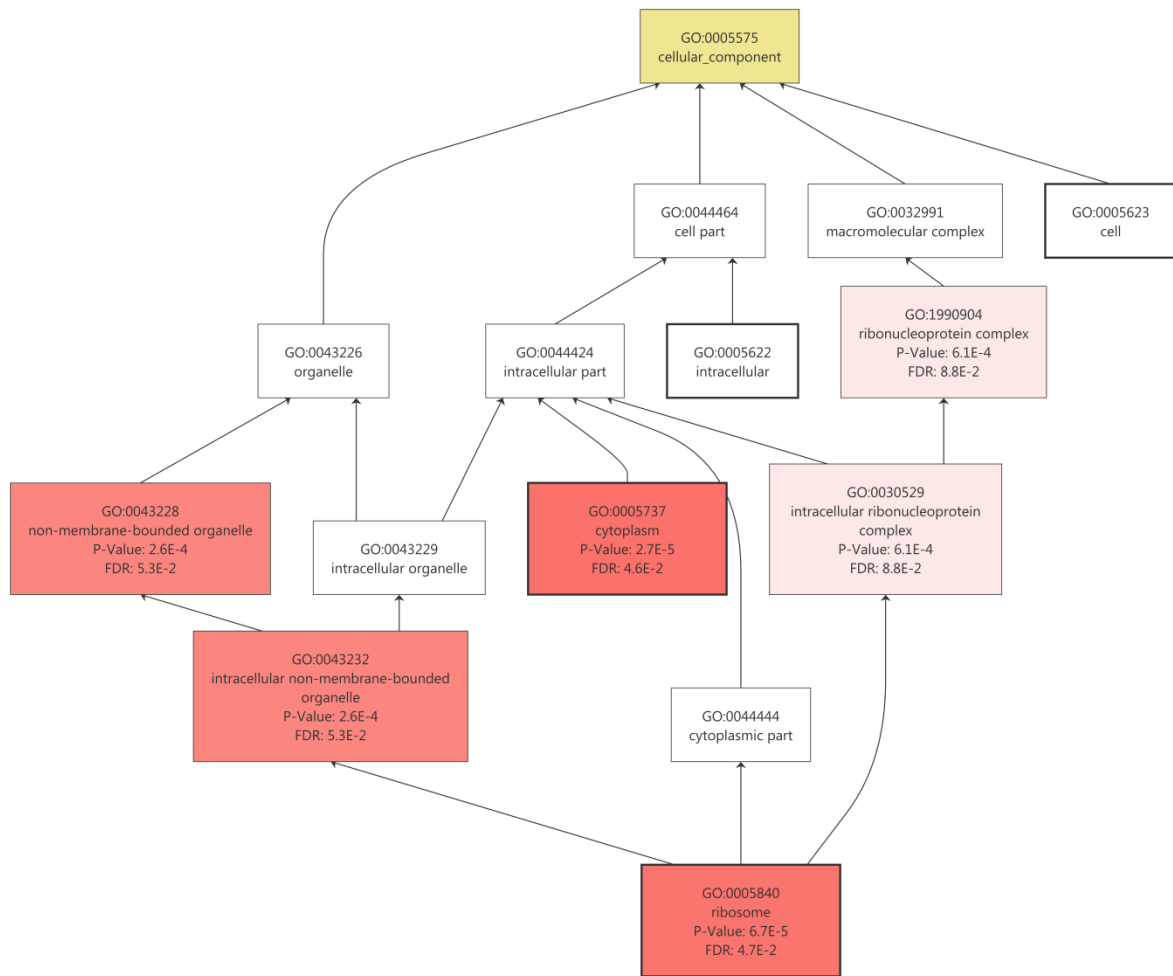 GO:0005575
cellular_component
GO:0044464
cell part
GO:0032991
macromolecular complex
GO:0005623
cell
GO:1990904
ribonucleoprotein complex
P-Value: 6.1E-4
FDR: 8.8E-2
GO:0043226
organelle
GO:0044424
intracellular part
GO:0005622
intracellular
GO:0043228
non-membrane-bounded organelle
P-Value: 2.6E-4
FDR: 5.3E-2
GO:0043229
intracellular organelle
GO:0005737
cytoplasm
P-Value: 2.7E-5
FDR: 4.6E-2
GO:0030529
intracellular ribonucleoprotein
complex
P-Value: 6.1E-4
FDR: 8.8E-2
GO:0043232
intracellular non-membrane-bounded
organelle
P-Value: 2.6E-4
FDR: 5.3E-2
GO:0044444
cytoplasmic part
GO:0005840
ribosome
P-Value: 6.7E-5
FDR: 4.7E-2